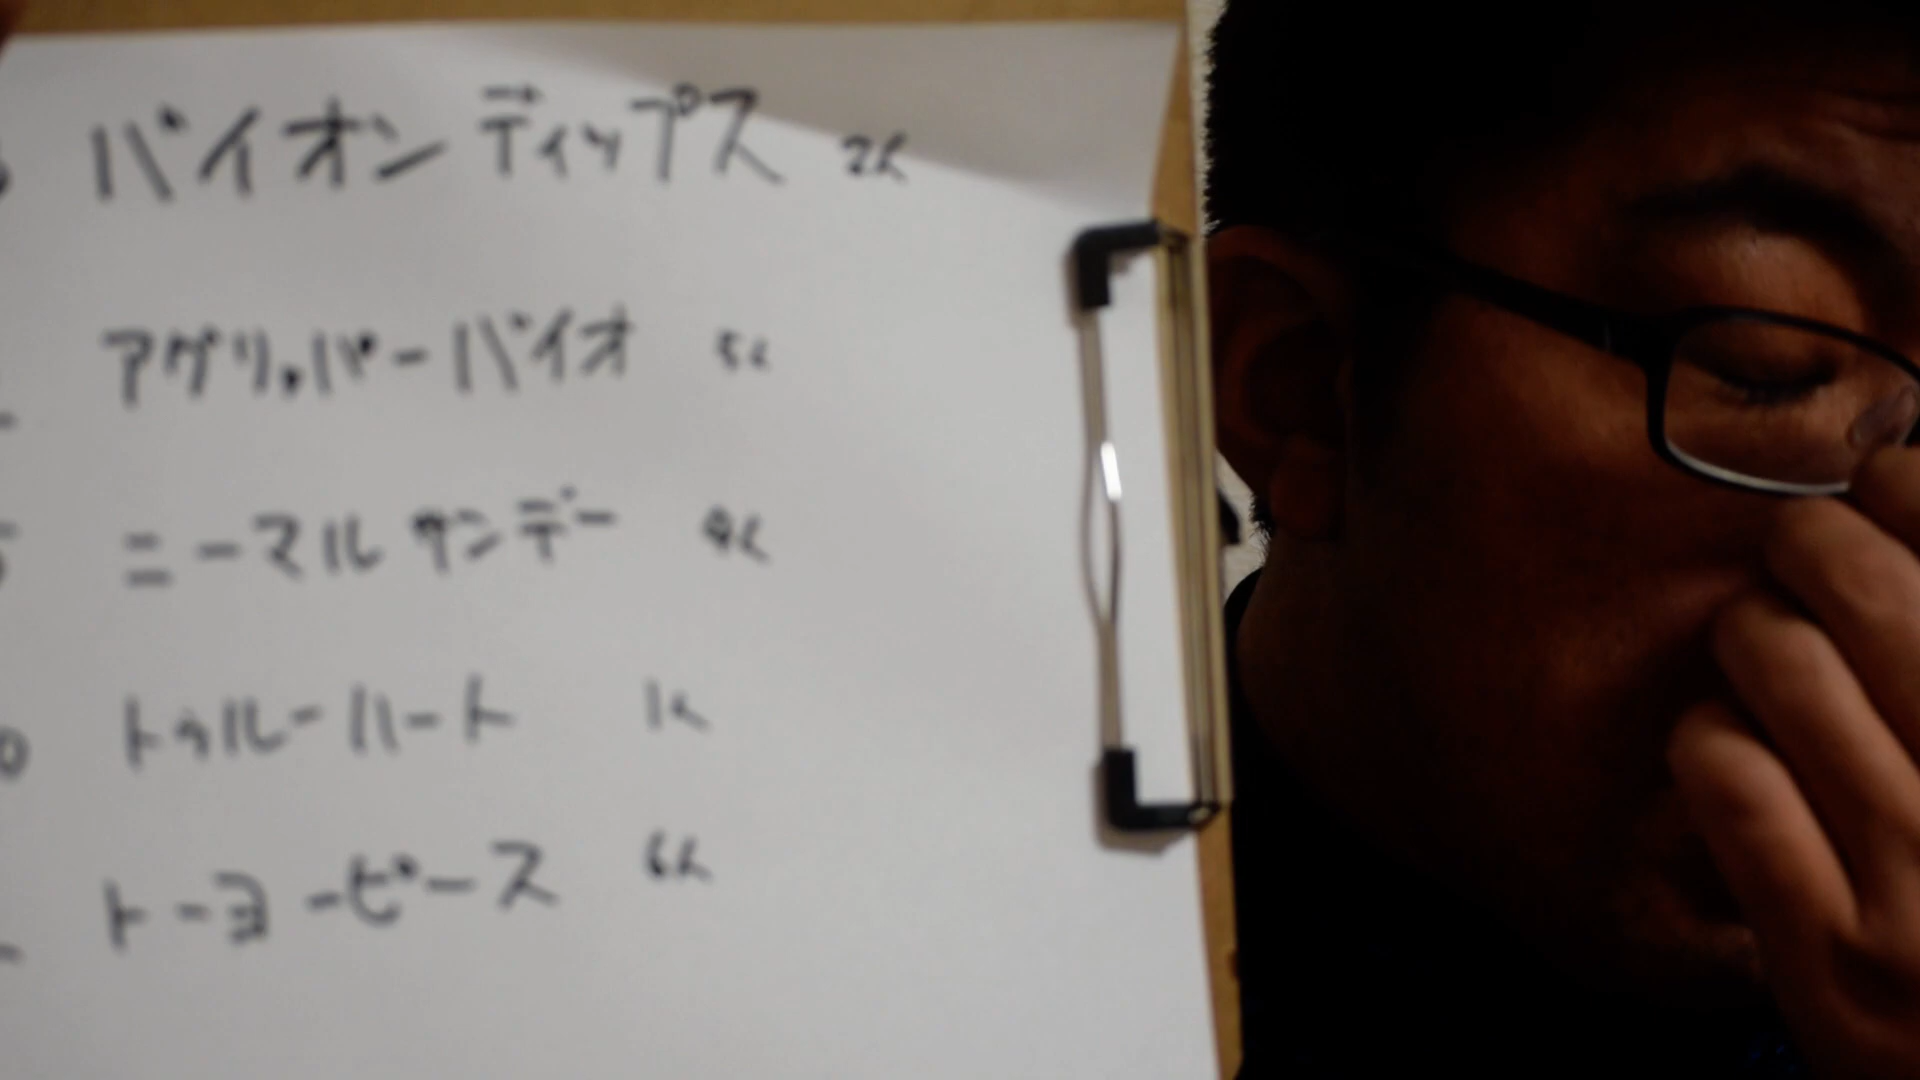 バイオンディップス 2人
アグリッパーバイオ 5人
ニーマルサンデー 4人
トゥルーハート 1人
トーヨーピース 6人